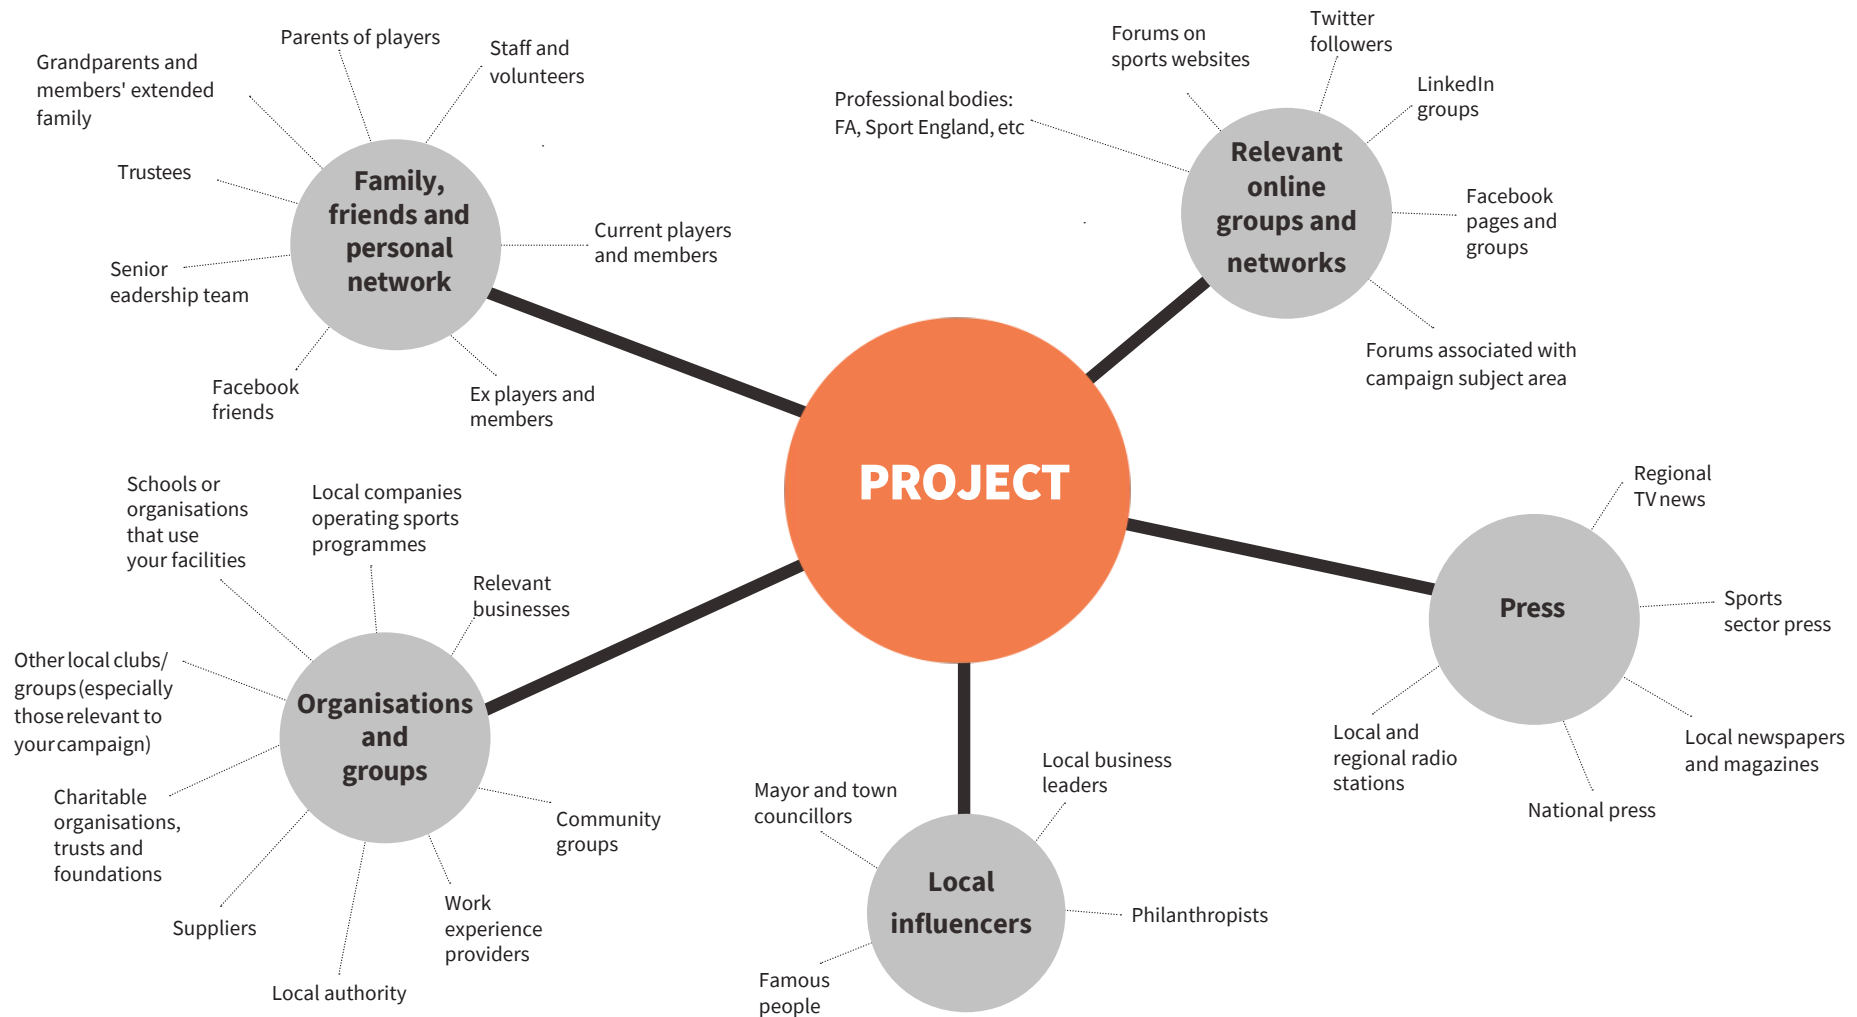 Parents of players
Staff and
volunteers
Grandparents and
members' extended
family
Trustees
Family,
friends and
personal
network
Current players
and members
Senior
eadership team
Facebook
friends
Ex players and
members
Forums on
sports websites
Twitter
followers
LinkedIn
groups
Professional bodies:
FA, Sport England, etc
Relevant
online
groups and
networks
Facebook
pages and
groups
Forums associated with
campaign subject area
PROJECT
Schools or
organisations
that use
your facilities
Local companies
operating sports
programmes
Relevant
businesses
Other local clubs/
groups (especially
those relevant to
your campaign)
Organisations
and
groups
Charitable
organisations,
trusts and
foundations
Community
groups
Suppliers
Work
experience
providers
Local authority
Mayor and town
councillors
Local business
leaders
Local
influencers
Philanthropists
Famous
people
Regional
TV news
Press
Sports
sector press
Local and
regional radio
stations
Local newspapers
and magazines
National press